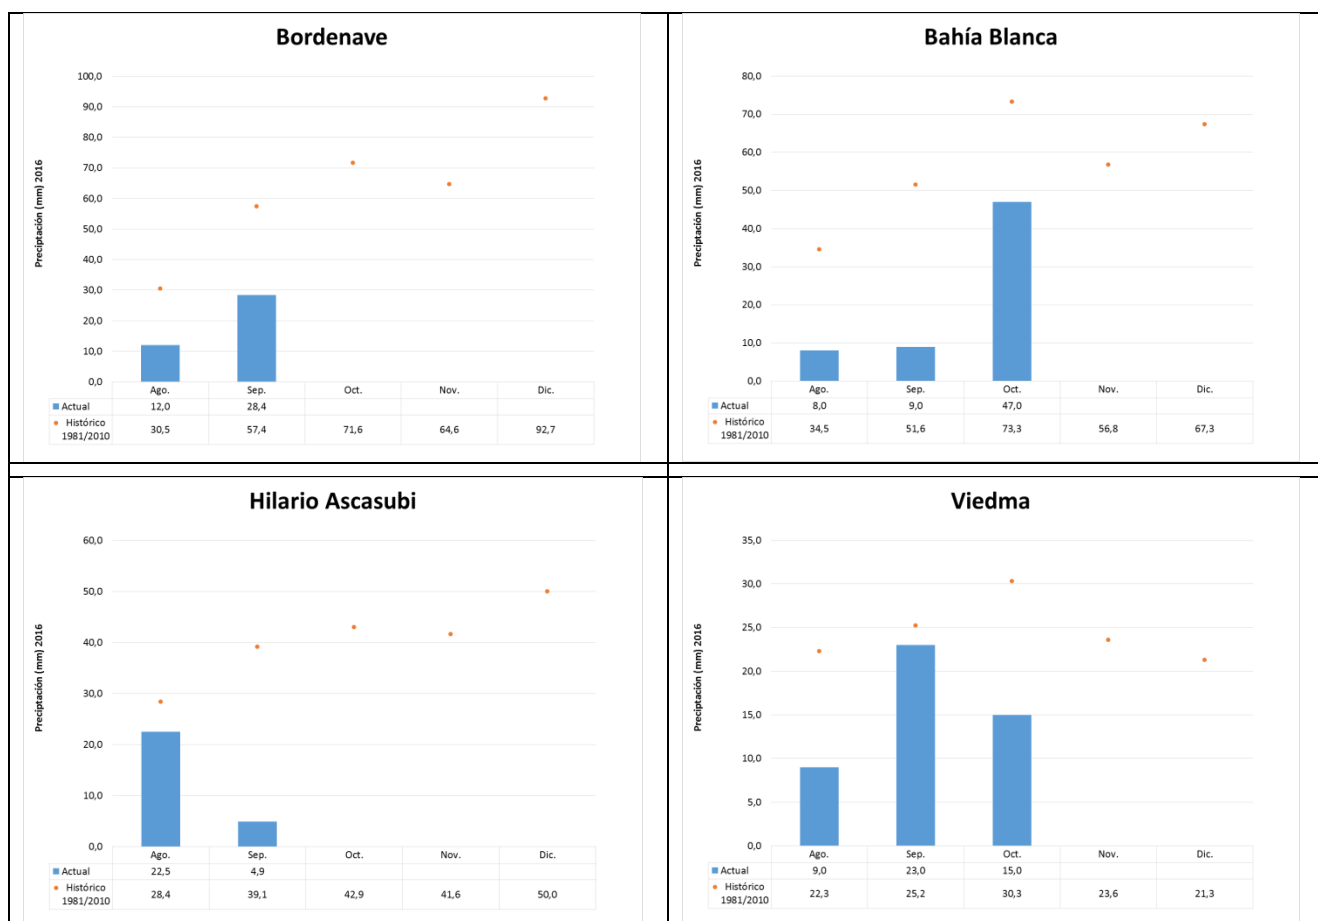 Bordenave
Preciptación (mm) 2016
100,0
90,0
80,0
70,0
60,0
50,0
40,0
30,0
20,0
10,0
0,0
Ago. Sep. Oct. Nov. Dic.
Actual 12,0 28,4
Histórico
1981/2010 30,5 57,4 71,6 64,6 92,7
Bahía Blanca
Preciptación (mm) 2016
80,0
70,0
60,0
50,0
40,0
30,0
20,0
10,0
0,0
Ago. Sep. Oct. Nov. Dic.
Actual 8,0 9,0 47,0
Histórico
1981/2010 34,5 51,6 73,3 56,8 67,3
Hilario Ascasubi
Preciptación (mm) 2016
60,0
50,0
40,0
30,0
20,0
10,0
0,0
Ago. Sep. Oct. Nov. Dic.
Actual 22,5 4,9
Histórico
1981/2010 28,4 39,1 42,9 41,6 50,0
Viedma
Preciptación (mm) 2016
35,0
30,0
25,0
20,0
15,0
10,0
5,0
0,0
Ago. Sep. Oct. Nov. Dic.
Actual 9,0 23,0 15,0
Histórico
1981/2010 22,3 25,2 30,3 23,6 21,3